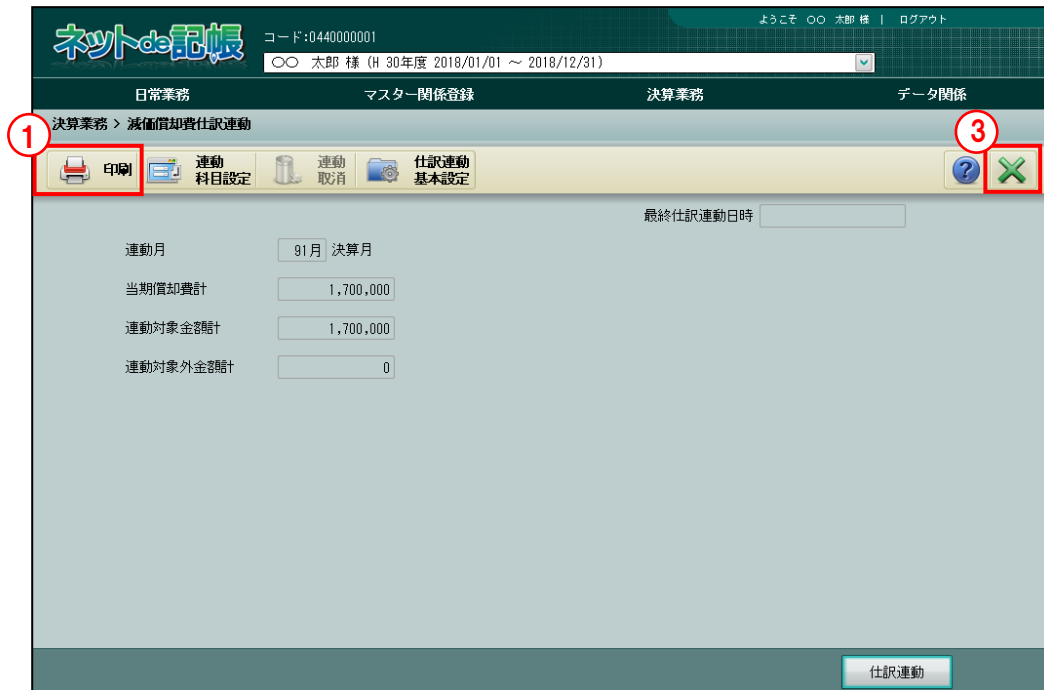 ようこそ 〇〇 太郎 様 | ログアウト
ネットde記帳
コード:0440000001
〇〇 太郎 様 (H 30年度 2018/01/01 ～ 2018/12/31)
日常業務 マスター関係登録 決算業務 データ関係
決算業務 > 減価償却費仕訳連動
① ③
印刷 連動科目設定 連動取消 仕訳連動基本設定 ?
最終仕訳連動日時
連動月 91月 決算月
当期償却費計 1,700,000
連動対象金額計 1,700,000
連動対象外金額計 0
仕訳連動